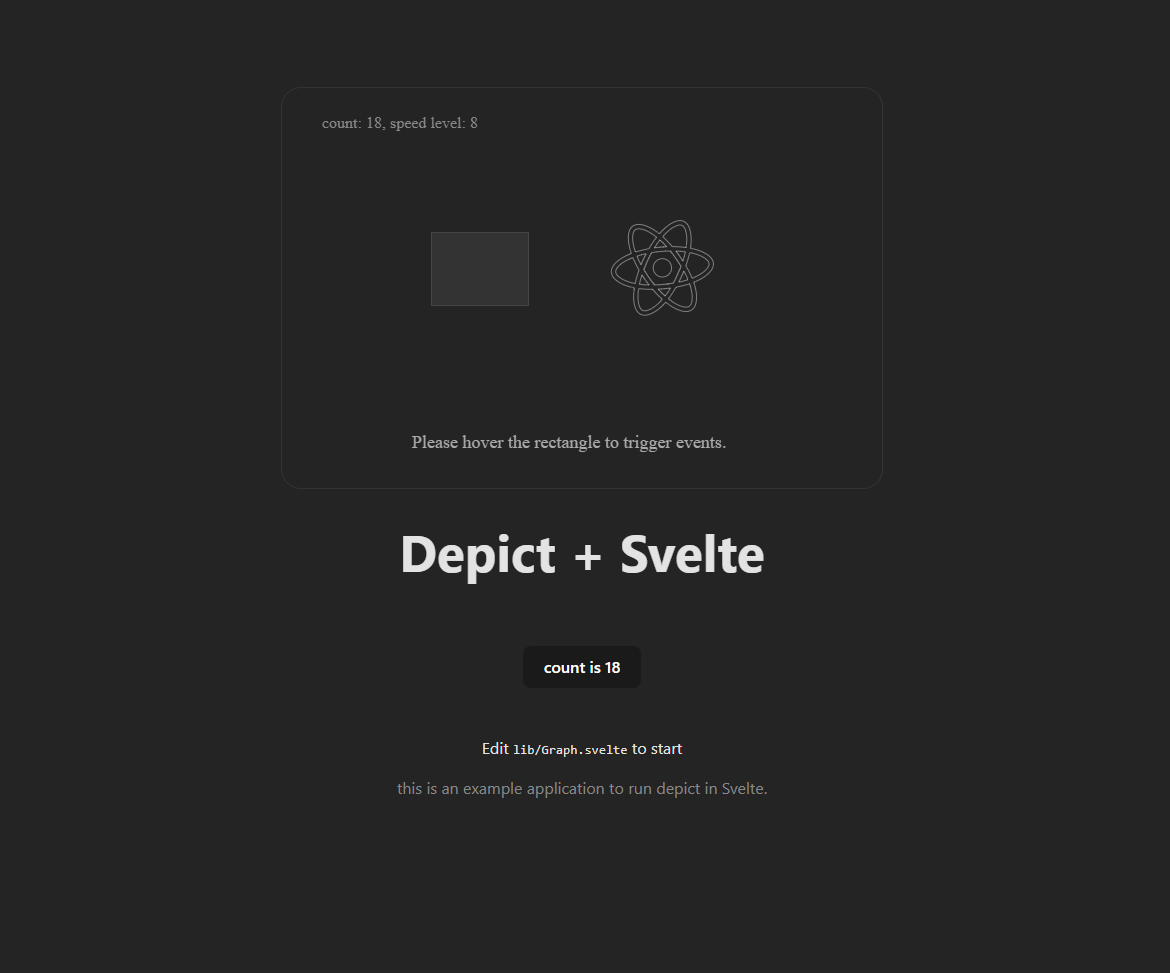 count: 18, speed level: 8
Please hover the rectangle to trigger events.
Depict + Svelte
count is 18
Edit lib/Graph.svelte to start
this is an example application to run depict in Svelte.